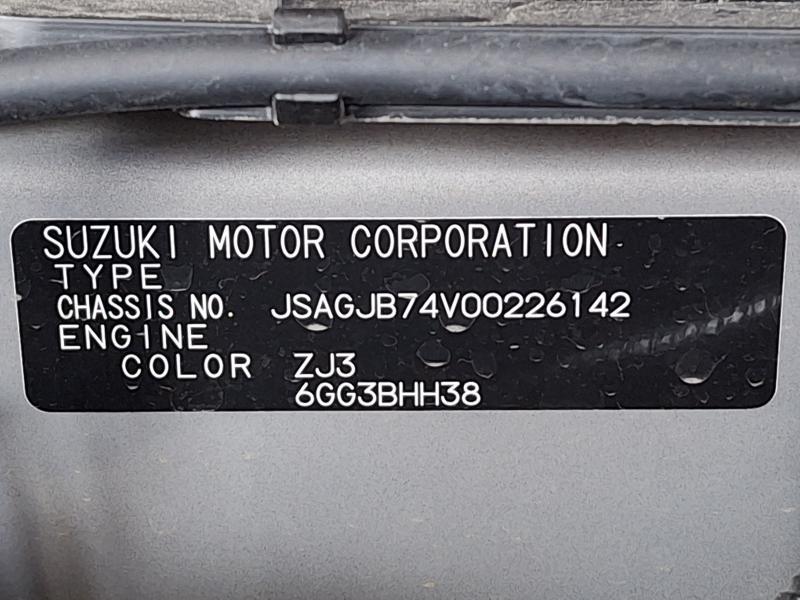 SUZUKI MOTOR CORPORATION
TYPE
CHASSIS NO. JSAGJB74V00226142
ENGINE
COLOR ZJ3
6GG3BHH38